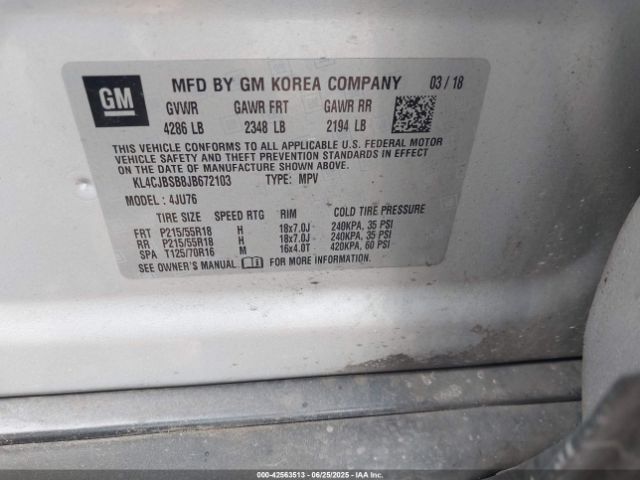 GM MFD BY GM KOREA COMPANY 03 / 18
GVWR GAWR FRT GAWR RR
4286 LB 2348 LB 2194 LB
THIS VEHICLE CONFORMS TO ALL APPLICABLE U.S. FEDERAL MOTOR
VEHICLE SAFETY AND THEFT PREVENTION STANDARDS IN EFFECT
ON THE DATE OF MANUFACTURE SHOWN ABOVE.
KL4CJBSB8JB672103 TYPE: MPV
MODEL : 4JU76
TIRE SIZE SPEED RTG RIM COLD TIRE PRESSURE
FRT P215/55R18 H 18x7.0J 240KPA, 35 PSI
RR P215/55R18 H 18x7.0J 240KPA, 35 PSI
SPA T125/70R16 M 16x4.0T 420KPA, 60 PSI
SEE OWNER'S MANUAL FOR MORE INFORMATION.
000-42563513 - 06/25/2025 - IAAI.com